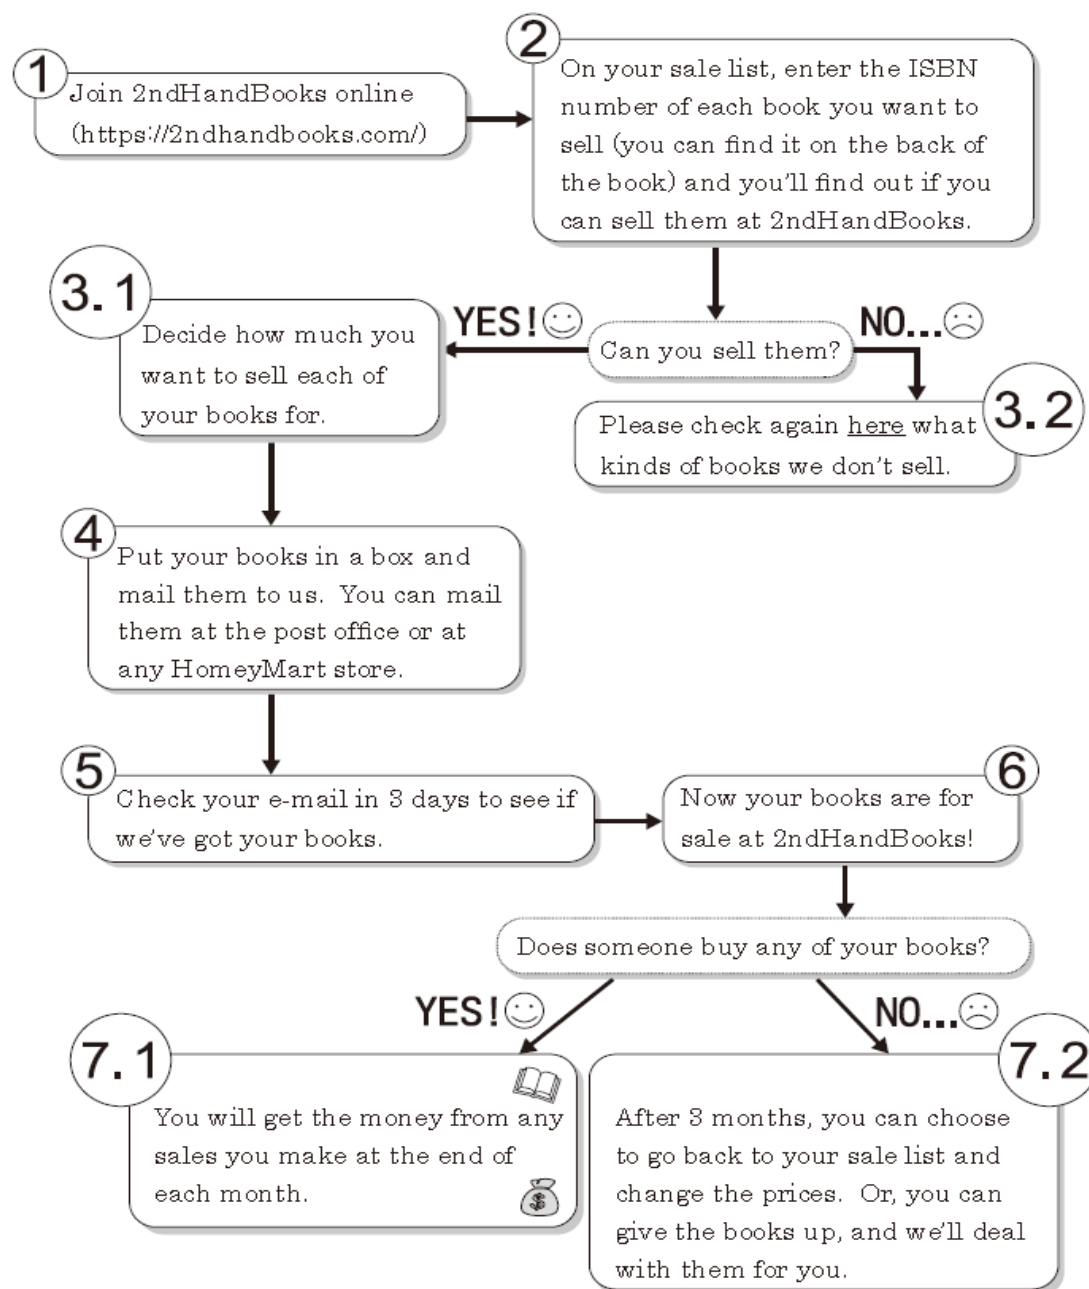 1
Join 2ndHandBooks online
(https://2ndhandbooks.com/)
2
On your sale list, enter the ISBN
number of each book you want to
sell (you can find it on the back of
the book) and you'll find out if you
can sell them at 2ndHandBooks.
Can you sell them?
YES!
NO...
3.1
Decide how much you
want to sell each of
your books for.
3.2
Please check again here what
kinds of books we don't sell.
4
Put your books in a box and
mail them to us. You can mail
them at the post office or at
any HomeyMart store.
5
Check your e-mail in 3 days to see if
we've got your books.
6
Now your books are for
sale at 2ndHandBooks!
Does someone buy any of your books?
YES!
NO...
7.1
You will get the money from any
sales you make at the end of
each month.
$
7.2
After 3 months, you can choose
to go back to your sale list and
change the prices. Or, you can
give the books up, and we'll deal
with them for you.